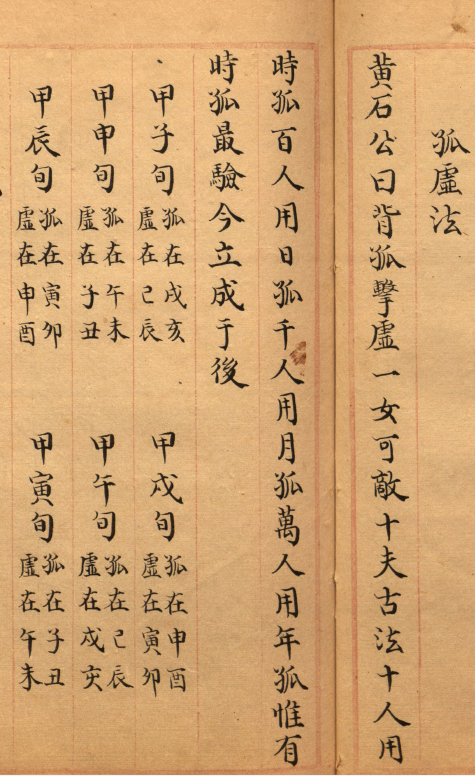 孤虛法
黃石公曰背孤擊虛一女可敵十夫古法十人用
時孤百人用日孤千人用月孤萬人用年孤惟有
時孤最驗今立成于後
甲子旬 孤在戌亥 虛在己辰 甲戌旬 孤在申酉 虛在寅卯
甲申旬 孤在午未 虛在子丑 甲午旬 孤在己辰 虛在戌亥
甲辰旬 孤在寅卯 虛在申酉 甲寅旬 孤在子丑 虛在午未